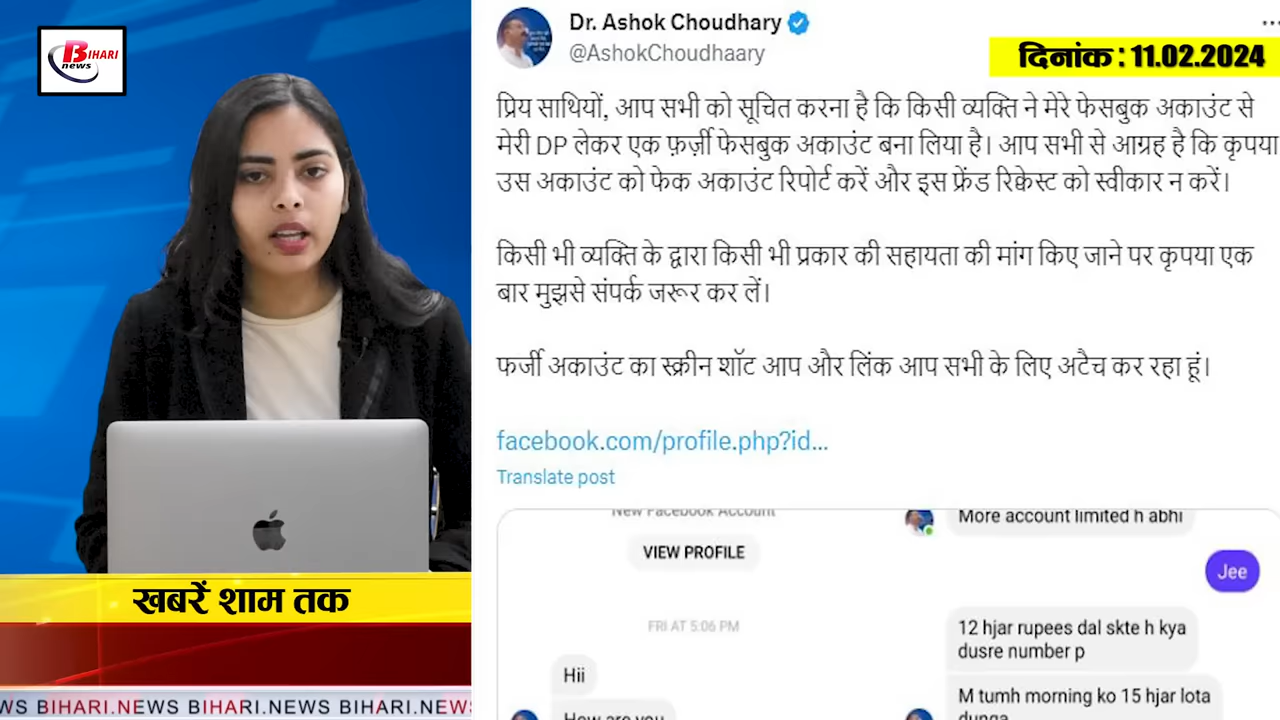 BIHARI
news
Dr. Ashok Choudhary
@AshokChoudhaary
दिनांक : 11.02.2024
प्रिय साथियों, आप सभी को सूचित करना है कि किसी व्यक्ति ने मेरे फेसबुक अकाउंट से
मेरी DP लेकर एक फ़र्ज़ी फेसबुक अकाउंट बना लिया है। आप सभी से आग्रह है कि कृपया
उस अकाउंट को फेक अकाउंट रिपोर्ट करें और इस फ्रेंड रिक्वेस्ट को स्वीकार न करें।
किसी भी व्यक्ति के द्वारा किसी भी प्रकार की सहायता की मांग किए जाने पर कृपया एक
बार मुझसे संपर्क जरूर कर लें।
फर्जी अकाउंट का स्क्रीन शॉट आप और लिंक आप सभी के लिए अटैच कर रहा हूं।
facebook.com/profile.php?id...
Translate post
New Facebook Account
VIEW PROFILE
FRI AT 5:06 PM
Hii
How are you
More account limited h abhi
Jee
12 hjar rupees dal skte h kya
dusre number p
M tumh morning ko 15 hjar lota
dunga
खबरें शाम तक
WS BIHARI.NEWS BIHARI.NEWS BIHARI.NEWS